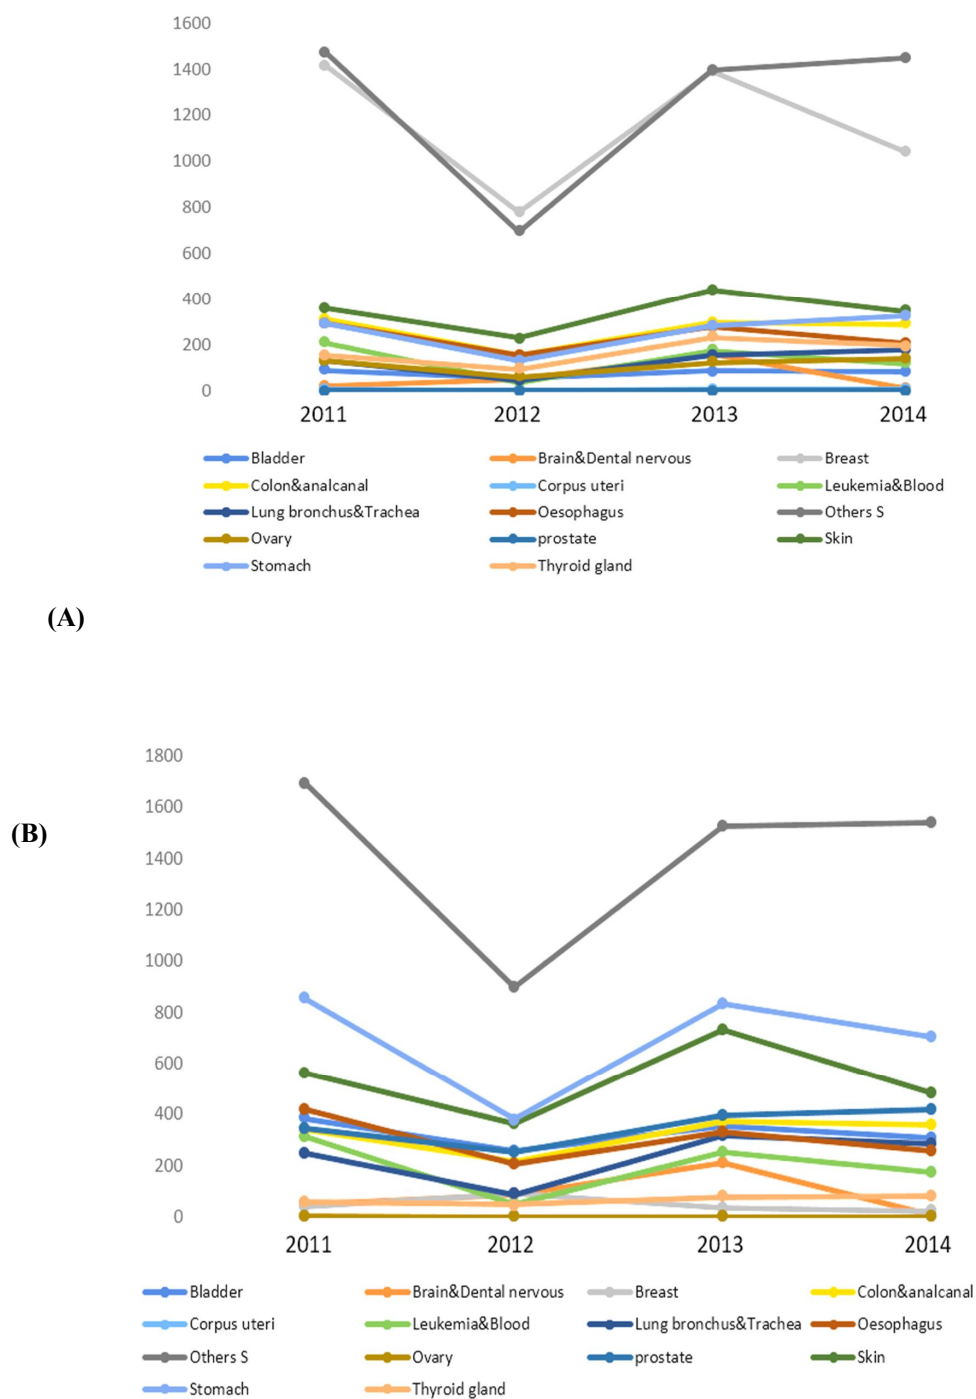 1600
1400
1200
1000
800
600
400
200
0
2011 2012 2013 2014
Bladder Brain&Dental nervous Breast
Colon&analcanal Corpus uteri Leukemia&Blood
Lung bronchus&Trachea Oesophagus Others S
Ovary prostate Skin
Stomach Thyroid gland
(A)
1800
1600
(B)
1400
1200
1000
800
600
400
200
0
2011 2012 2013 2014
Bladder Brain&Dental nervous Breast Colon&analcanal
Corpus uteri Leukemia&Blood Lung bronchus&Trachea Oesophagus
Others S Ovary prostate Skin
Stomach Thyroid gland